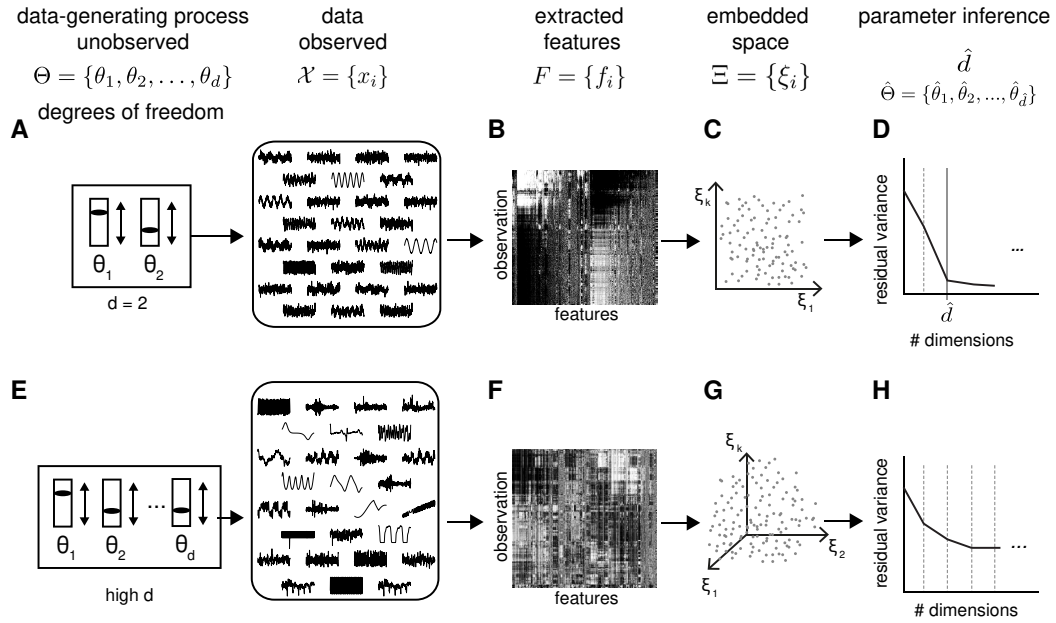 data-generating process
unobserved
Θ = {θ1, θ2, . . . , θd}
degrees of freedom
data
observed
𝒳 = {xi}
extracted
features
F = {fi}
embedded
space
Ξ = {ξi}
parameter inference
d̂
Θ̂ = {θ̂1, θ̂2, ..., θ̂d̂}
A
θ1 θ2
d = 2
B
observation
features
C
ξk
ξ1
D
residual variance
...
d̂
# dimensions
E
θ1 θ2 ... θd
high d
F
observation
features
G
ξk
ξ2
ξ1
H
residual variance
...
# dimensions